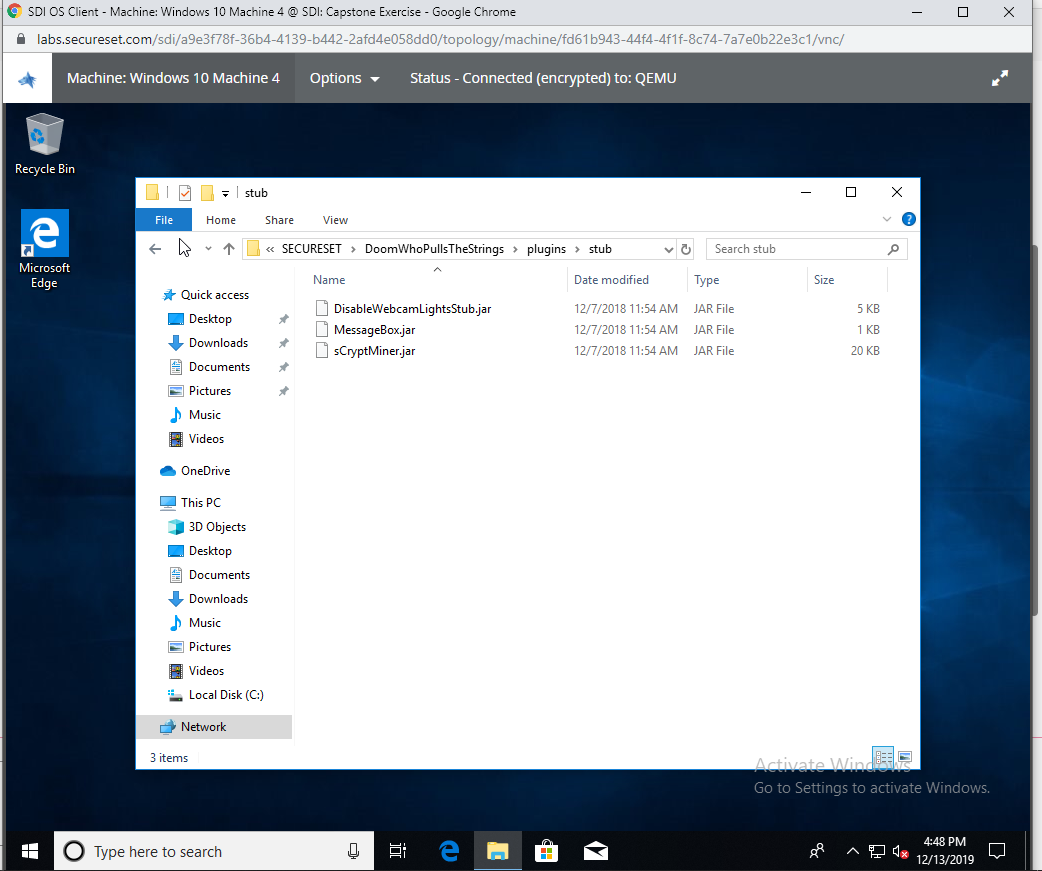 SDI OS Client - Machine: Windows 10 Machine 4 @ SDI: Capstone Exercise - Google Chrome
labs.secureset.com/sdi/a9e3f78f-36b4-4139-b442-2afd4e058dd0/topology/machine/fd61b943-44f4-4f1f-8c74-7a7e0b22e3c1/vnc/
Machine: Windows 10 Machine 4 Options Status - Connected (encrypted) to: QEMU
Recycle Bin
Microsoft
Edge
stub
File Home Share View
« SECURESET › DoomWhoPullsTheStrings › plugins › stub Search stub
Name Date modified Type Size
DisableWebcamLightsStub.jar 12/7/2018 11:54 AM JAR File 5 KB
MessageBox.jar 12/7/2018 11:54 AM JAR File 1 KB
sCryptMiner.jar 12/7/2018 11:54 AM JAR File 20 KB
Quick access
Desktop
Downloads
Documents
Pictures
Music
Videos
OneDrive
This PC
3D Objects
Desktop
Documents
Downloads
Music
Pictures
Videos
Local Disk (C:)
Network
3 items
Activate Windows
Go to Settings to activate Windows.
Type here to search
4:48 PM
12/13/2019